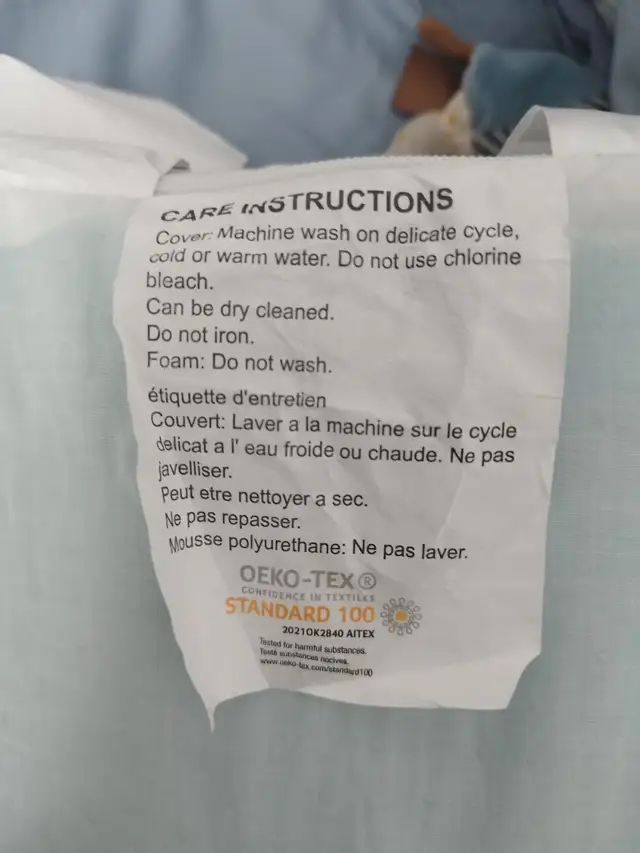 CARE INSTRUCTIONS
Cover: Machine wash on delicate cycle,
cold or warm water. Do not use chlorine
bleach.
Can be dry cleaned.
Do not iron.
Foam: Do not wash.
étiquette d'entretien
Couvert: Laver a la machine sur le cycle
delicat a l' eau froide ou chaude. Ne pas
javelliser.
Peut etre nettoyer a sec.
Ne pas repasser.
Mousse polyurethane: Ne pas laver.
OEKO-TEX®
CONFIDENCE IN TEXTILES
STANDARD 100
2021OK2840 AITEX
Tested for harmful substances.
Testé substances nocives.
www.oeko-tex.com/standard100